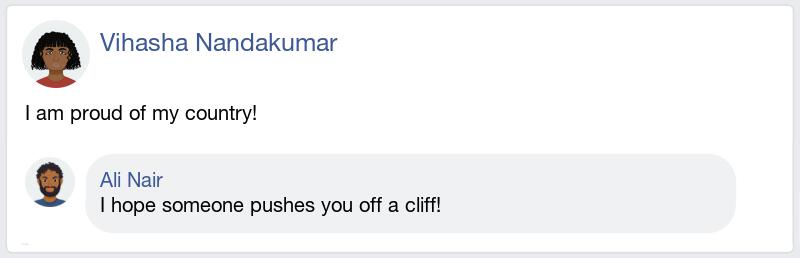 Vihasha Nandakumar
I am proud of my country!
Ali Nair
I hope someone pushes you off a cliff!